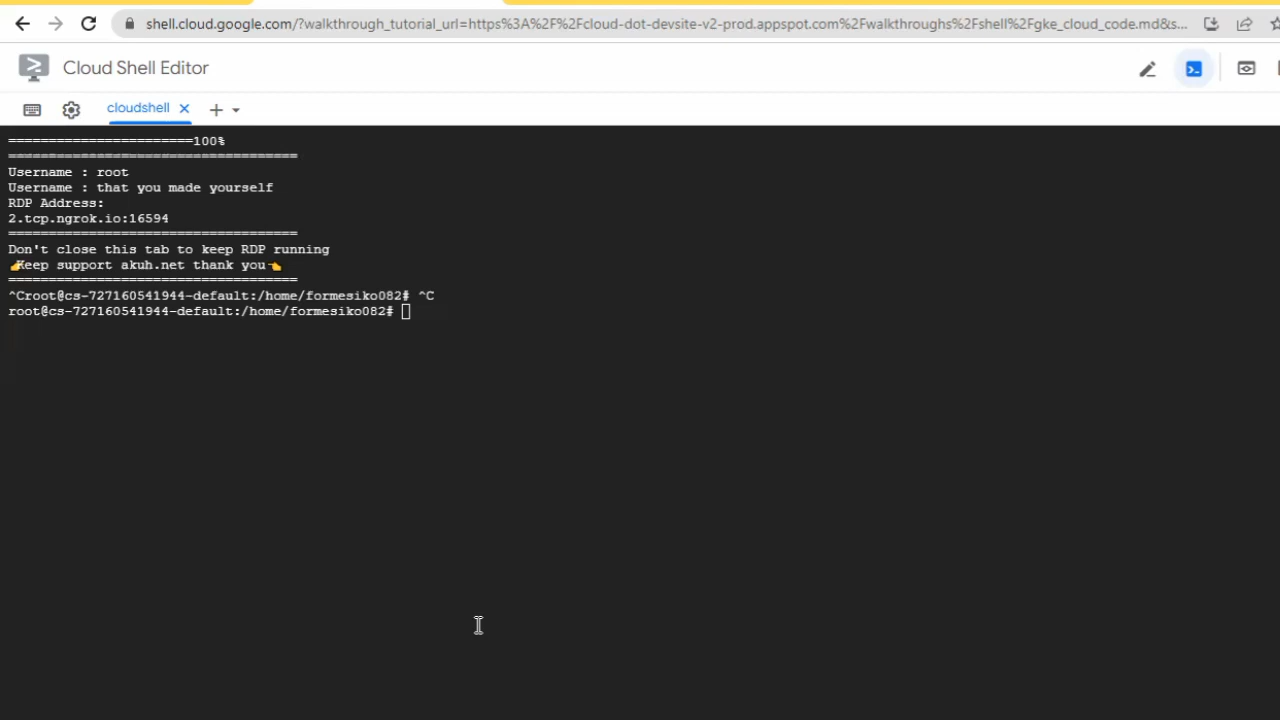 shell.cloud.google.com/?walkthrough_tutorial_url=https%3A%2F%2Fcloud-dot-devsite-v2-prod.appspot.com%2Fwalkthroughs%2Fshell%2Fgke_cloud_code.md&s...
Cloud Shell Editor
cloudshell
=======================100%
====================================
Username : root
Username : that you made yourself
RDP Address:
2.tcp.ngrok.io:16594
====================================
Don't close this tab to keep RDP running
👉Keep support akuh.net thank you👈
====================================
^Croot@cs-727160541944-default:/home/formesiko082# ^C
root@cs-727160541944-default:/home/formesiko082#